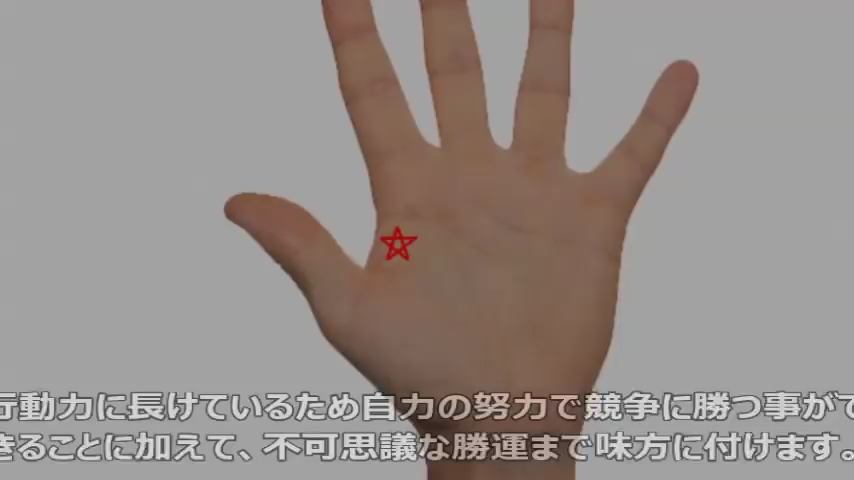 行動力に長けているため自力の努力で競争に勝つ事がで
きることに加えて、不可思議な勝運まで味方に付けます。